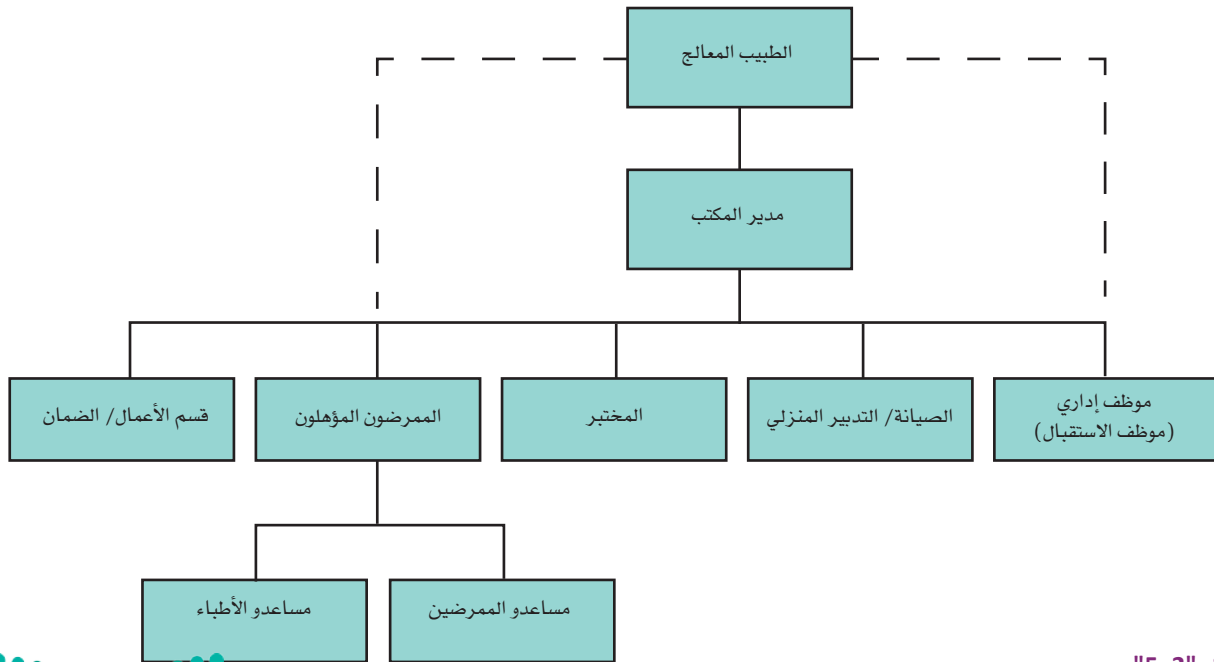 الطبيب المعالج
مدير المكتب
موظف إداري
(موظف الاستقبال)
الصيانة/ التدبير المنزلي
المختبر
الممرضون المؤهلون
قسم الأعمال/ الضمان
مساعدو الممرضين
مساعدو الأطباء